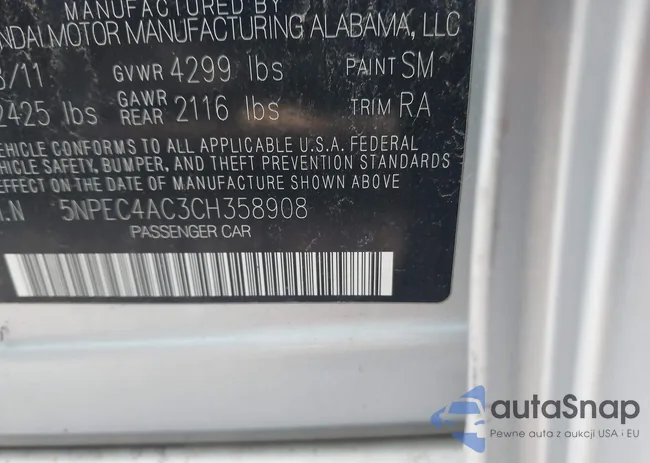 MANUFACTURED BY
NDAI MOTOR MANUFACTURING ALABAMA, LLC
/11 GVWR 4299 lbs PAINT SM
2425 lbs GAWR REAR 2116 lbs TRIM RA
EHICLE CONFORMS TO ALL APPLICABLE U.S.A. FEDERAL
EHICLE SAFETY, BUMPER, AND THEFT PREVENTION STANDARDS
EFFECT ON THE DATE OF MANUFACTURE SHOWN ABOVE
.N 5NPEC4AC3CH358908
PASSENGER CAR
autaSnap
Pewne auta z aukcji USA i EU